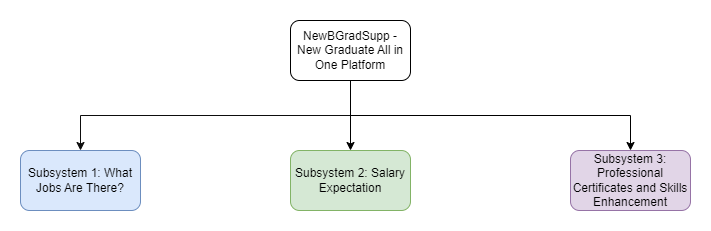 NewBGradSupp -
New Graduate All in
One Platform
Subsystem 1: What
Jobs Are There?
Subsystem 2: Salary
Expectation
Subsystem 3:
Professional
Certificates and Skills
Enhancement